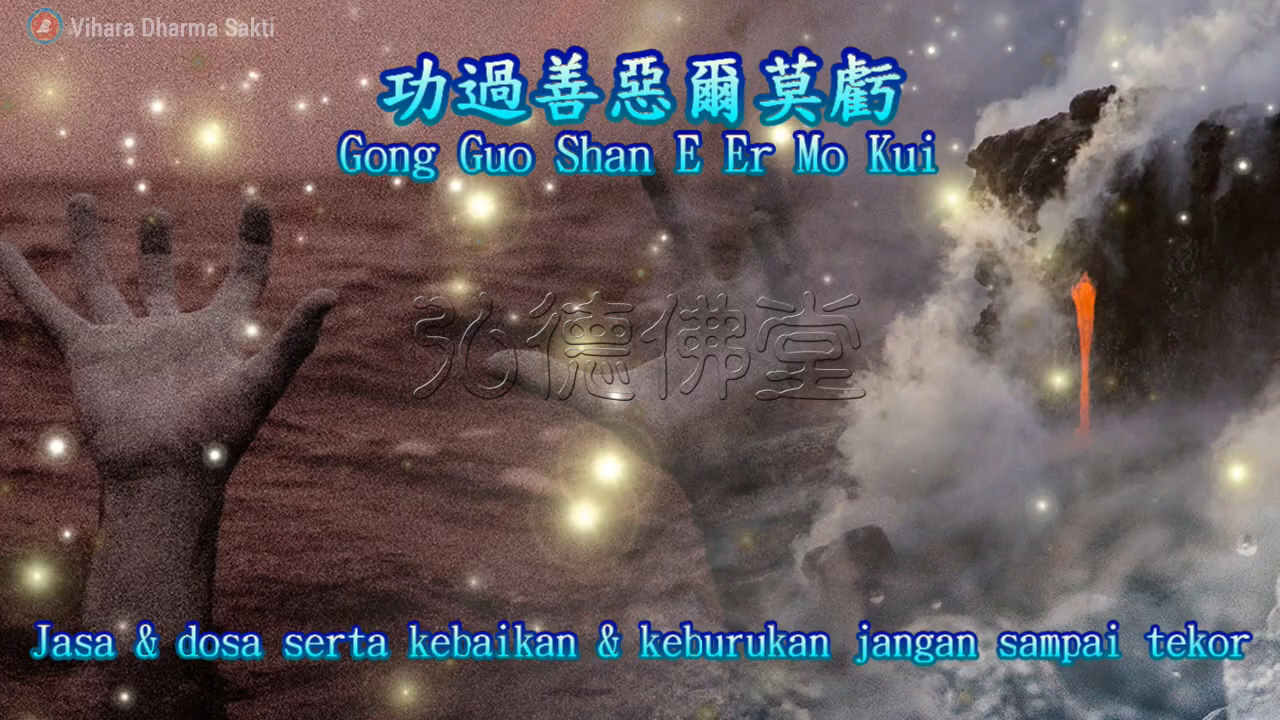 Vihara Dharma Sakti
功過善惡爾莫虧
Gong Guo Shan E Er Mo Kui
弘德佛堂
Jasa & dosa serta kebaikan & keburukan jangan sampai tekor